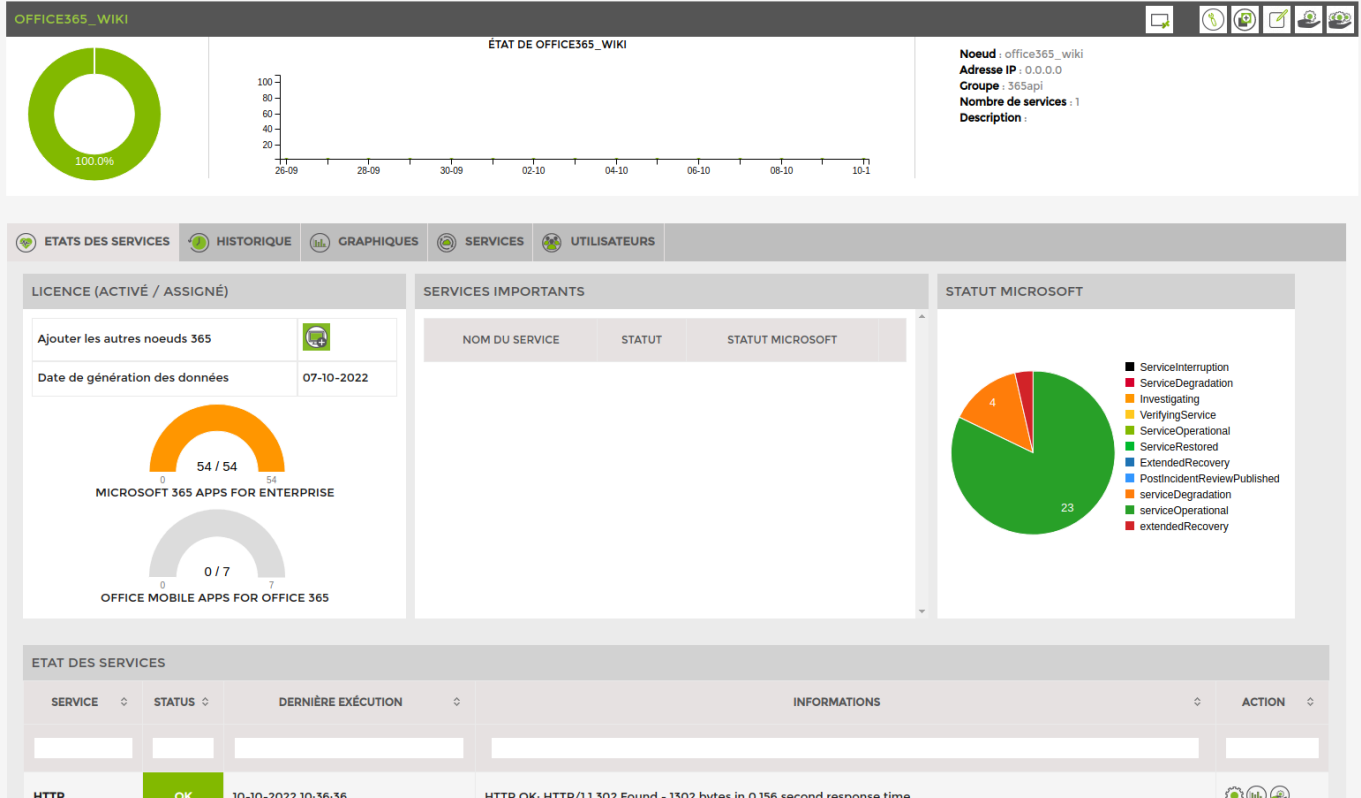 OFFICE365_WIKI
100.0%
ÉTAT DE OFFICE365_WIKI
100
80
60
40
20
26-09 28-09 30-09 02-10 04-10 06-10 08-10 10-1
Noeud : office365_wiki
Adresse IP : 0.0.0.0
Groupe : 365api
Nombre de services : 1
Description :
ETATS DES SERVICES HISTORIQUE GRAPHIQUES SERVICES UTILISATEURS
LICENCE (ACTIVÉ / ASSIGNÉ)
Ajouter les autres noeuds 365
Date de génération des données 07-10-2022
54 / 54
0 54
MICROSOFT 365 APPS FOR ENTERPRISE
0 / 7
0 7
OFFICE MOBILE APPS FOR OFFICE 365
SERVICES IMPORTANTS
NOM DU SERVICE STATUT STATUT MICROSOFT
STATUT MICROSOFT
4
23
ServiceInterruption
ServiceDegradation
Investigating
VerifyingService
ServiceOperational
ServiceRestored
ExtendedRecovery
PostIncidentReviewPublished
serviceDegradation
serviceOperational
extendedRecovery
ETAT DES SERVICES
SERVICE STATUS DERNIÈRE EXÉCUTION INFORMATIONS ACTION
HTTP OK 10-10-2022 10:36:36 HTTP OK: HTTP/1.1 302 Found - 1302 bytes in 0.156 second response time